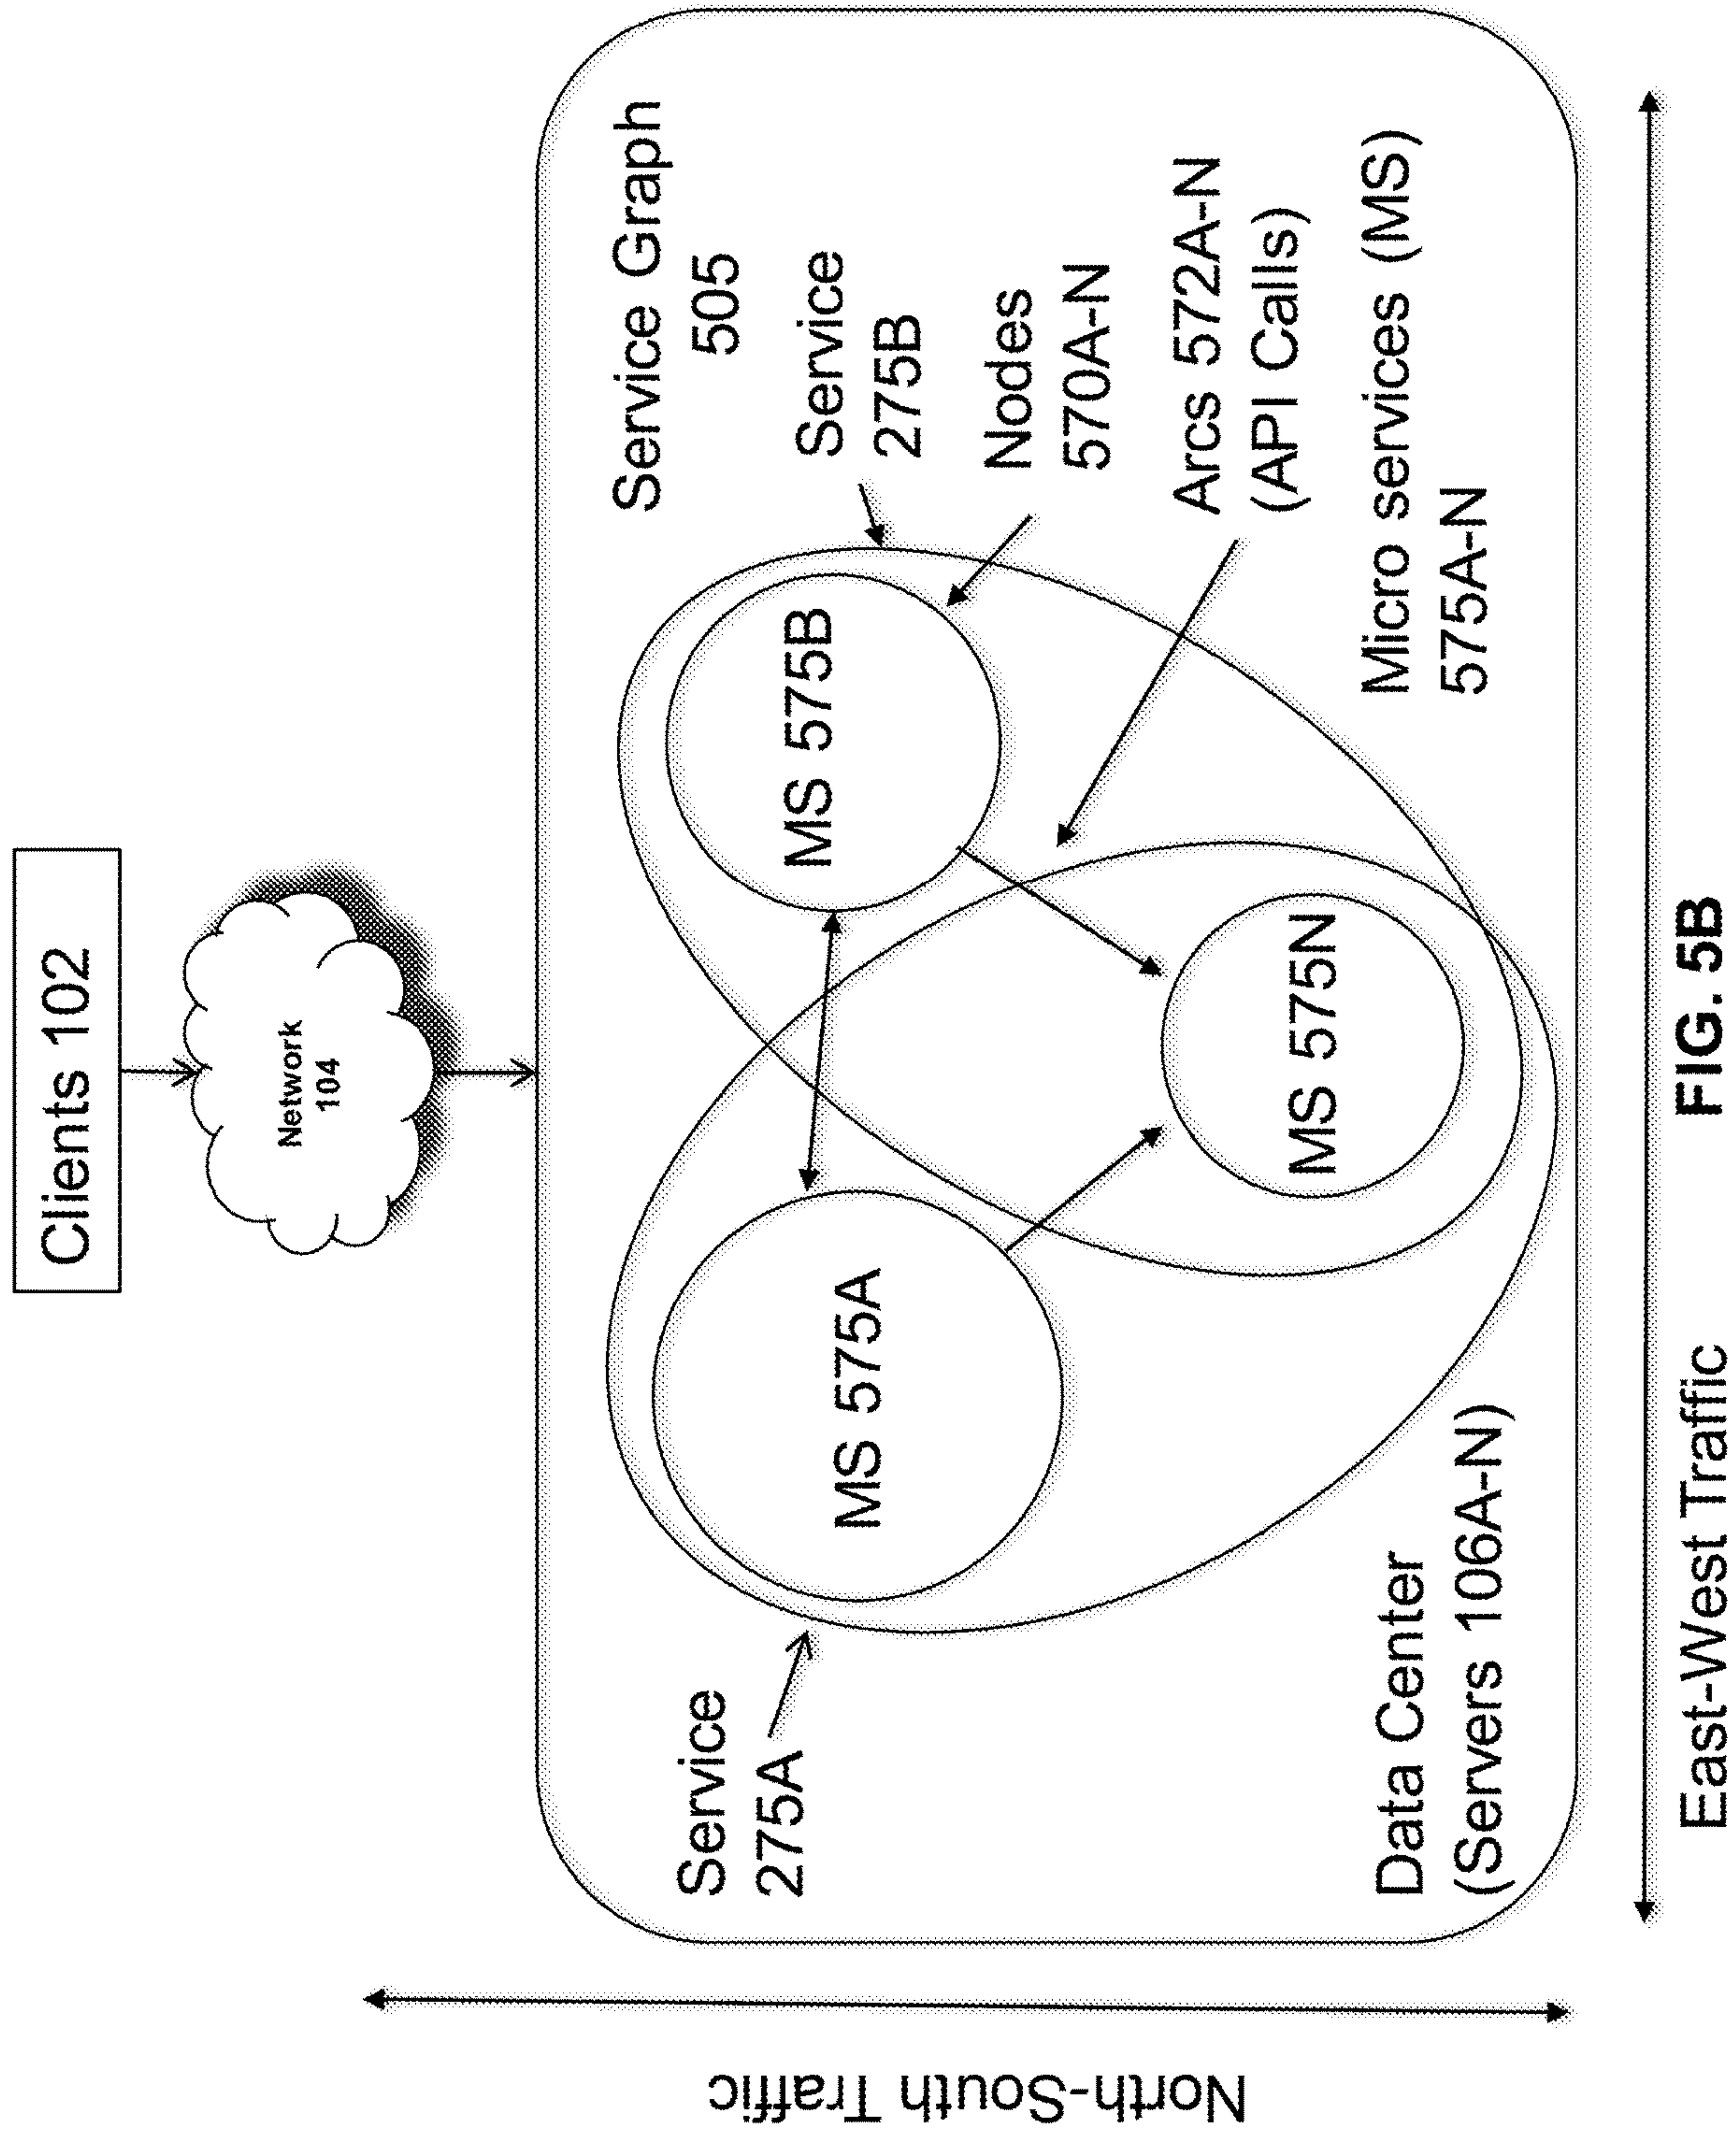 Clients 102
Network
104
Service Graph
505
Service
275B
Nodes
570A-N
Arcs 572A-N
(API Calls)
Micro services (MS)
575A-N
MS 575B
MS 575A
MS 575N
Service
275A
Data Center
(Servers 106A-N)
North-South Traffic
East-West Traffic
FIG. 5B